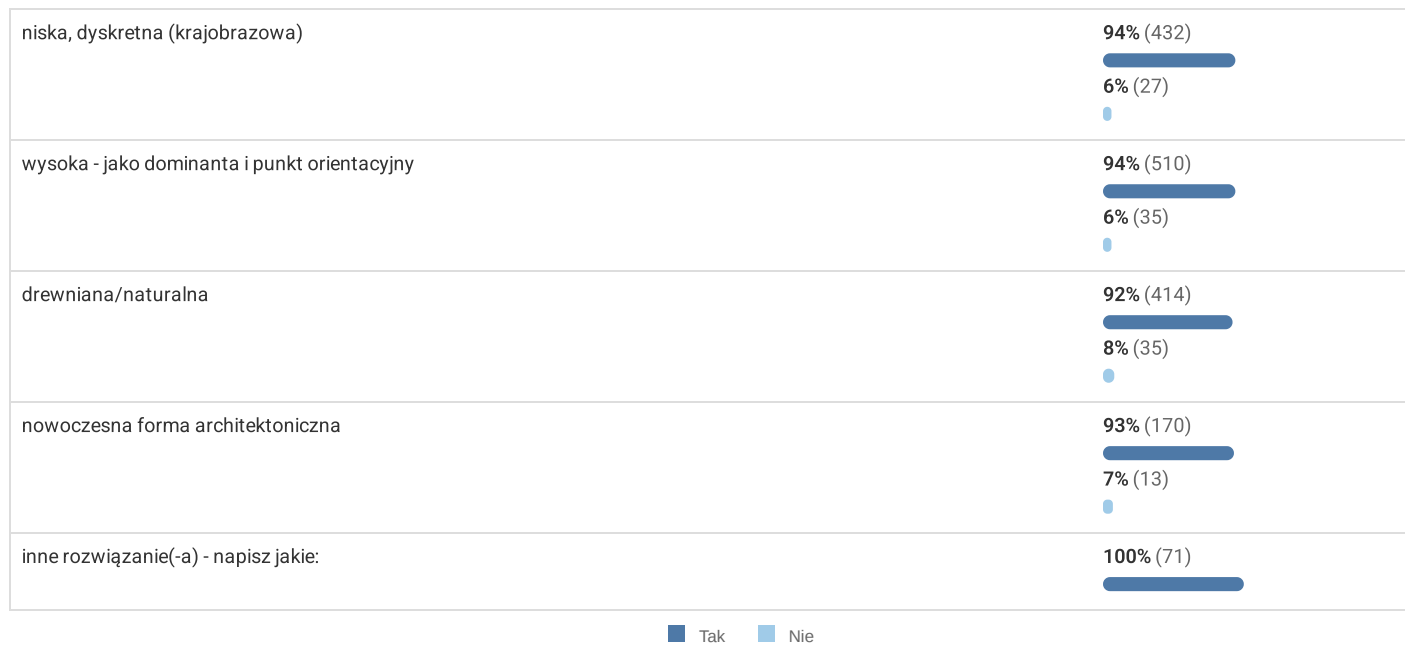 niska, dyskretna (krajobrazowa)
94% (432)
6% (27)
wysoka - jako dominanta i punkt orientacyjny
94% (510)
6% (35)
drewniana/naturalna
92% (414)
8% (35)
nowoczesna forma architektoniczna
93% (170)
7% (13)
inne rozwiązanie(-a) - napisz jakie:
100% (71)
Tak
Nie